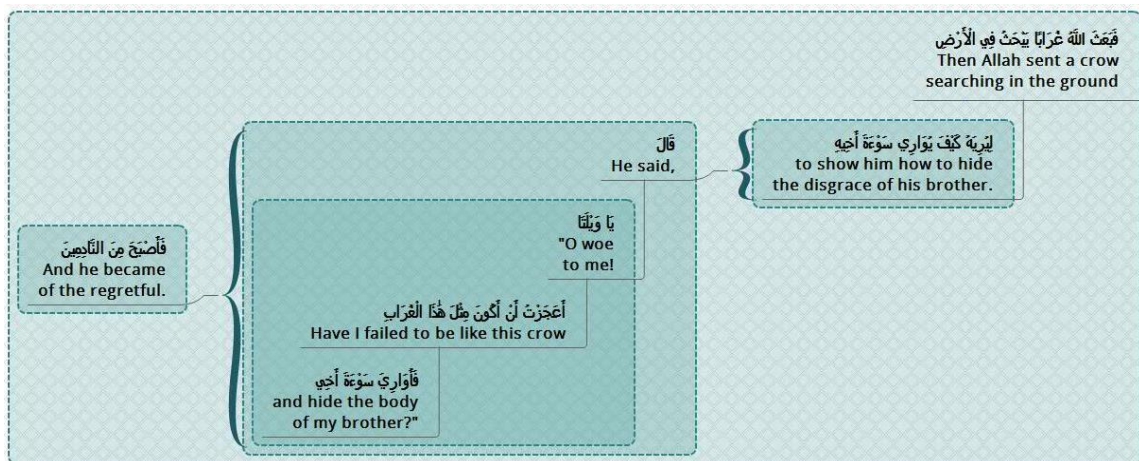 فَبَعَثَ اللَّهُ غُرَابًا يَبْحَثُ فِي الْأَرْضِ
Then Allah sent a crow
searching in the ground
لِيُرِيَهُ كَيْفَ يُوَارِي سَوْءَةَ أَخِيهِ
to show him how to hide
the disgrace of his brother.
قَالَ
He said,
يَا وَيْلَتَا
"O woe
to me!
أَعَجَزْتُ أَنْ أَكُونَ مِثْلَ هَٰذَا الْغُرَابِ
Have I failed to be like this crow
فَأُوَارِيَ سَوْءَةَ أَخِي
and hide the body
of my brother?"
فَأَصْبَحَ مِنَ النَّادِمِينَ
And he became
of the regretful.